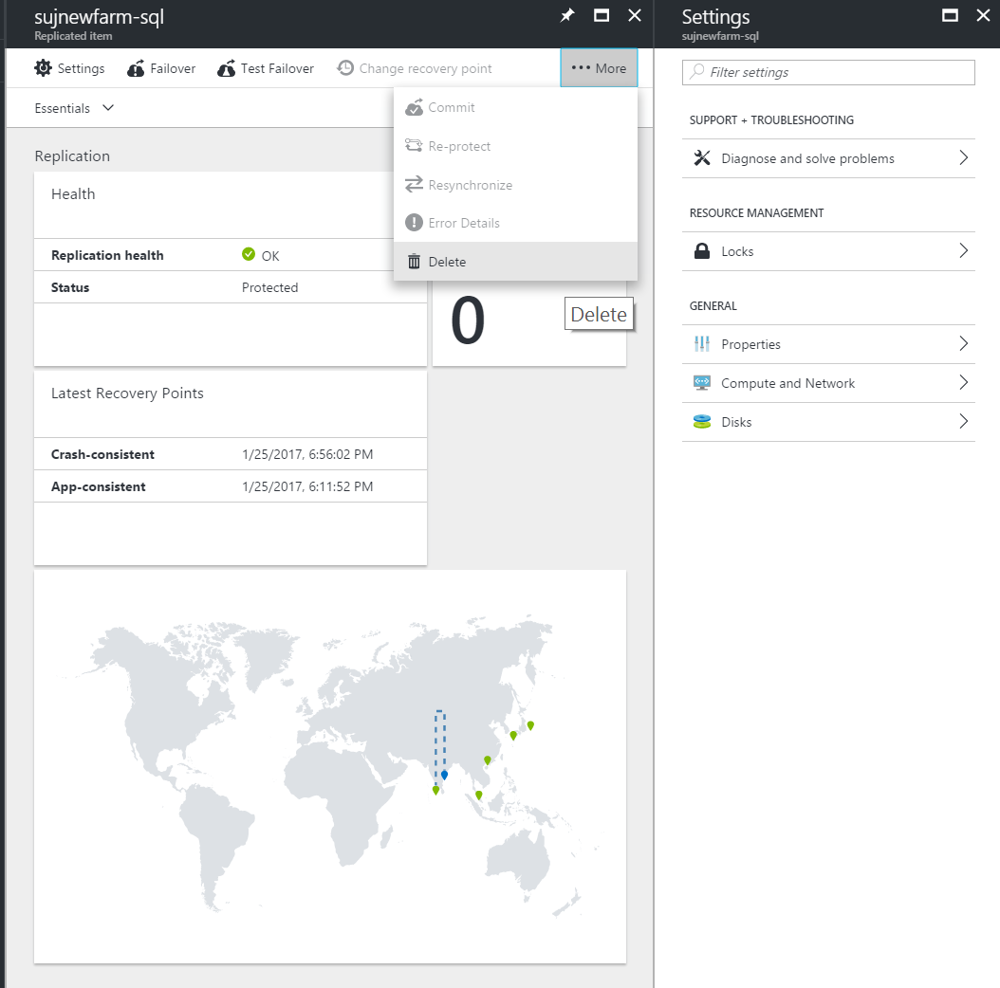 sujnewfarm-sql
Replicated item
Settings Failover Test Failover Change recovery point More
Commit
Re-protect
Resynchronize
Error Details
Delete
Essentials
Replication
Health
Replication health OK
Status Protected
0
Delete
Latest Recovery Points
Crash-consistent 1/25/2017, 6:56:02 PM
App-consistent 1/25/2017, 6:11:52 PM
Settings
sujnewfarm-sql
Filter settings
SUPPORT + TROUBLESHOOTING
Diagnose and solve problems
RESOURCE MANAGEMENT
Locks
GENERAL
Properties
Compute and Network
Disks